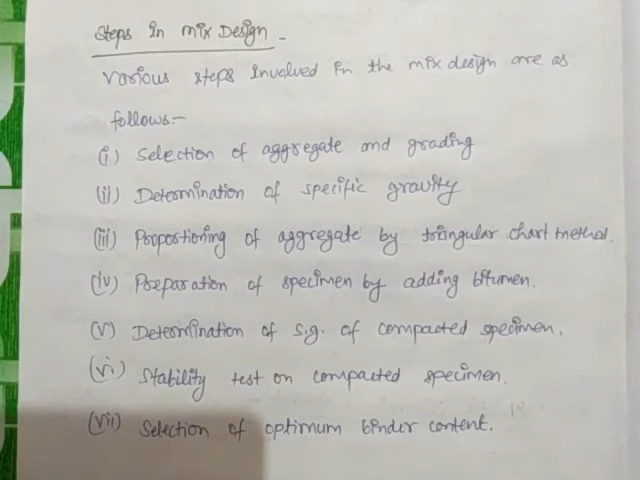 Steps in mix Design -
various steps involved in the mix design are as
follows:-
(i) Selection of aggregate and grading
(ii) Determination of specific gravity
(iii) Proportioning of aggregate by triangular chart method.
(iv) Preparation of specimen by adding bitumen.
(v) Determination of s.g. of compacted specimen.
(vi) Stability test on compacted specimen.
(vii) Selection of optimum binder content.